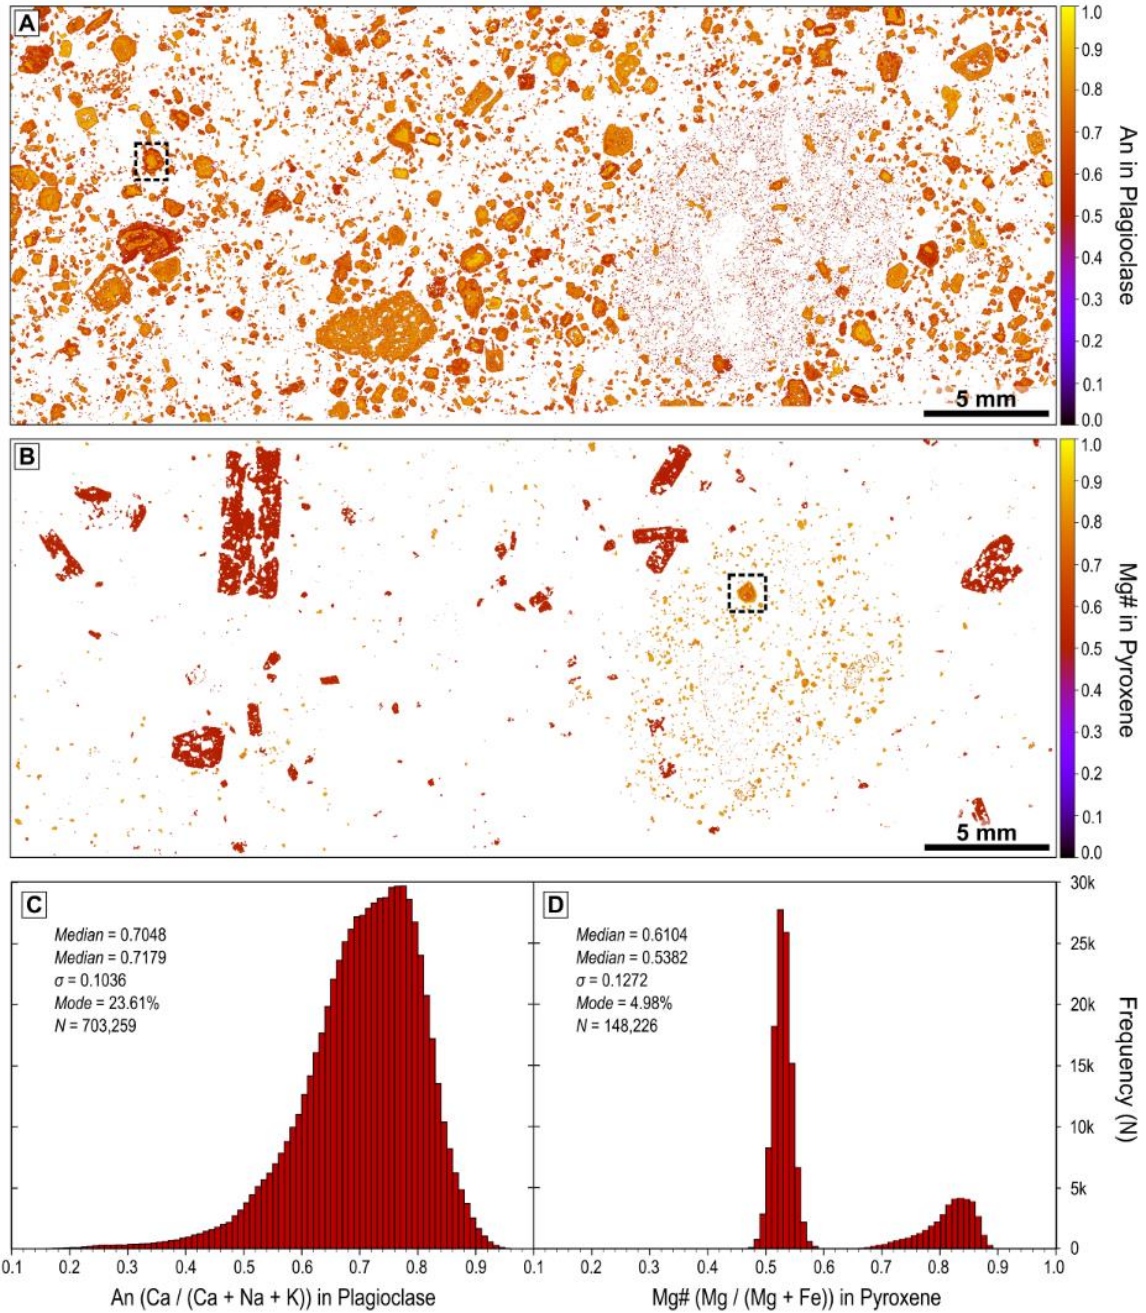 A
1.0
0.9
0.8
0.7
0.6
0.5
0.4
0.3
0.2
0.1
0.0
An in Plagioclase
5 mm
B
1.0
0.9
0.8
0.7
0.6
0.5
0.4
0.3
0.2
0.1
0.0
Mg# in Pyroxene
5 mm
C
Median = 0.7048
Median = 0.7179
σ = 0.1036
Mode = 23.61%
N = 703,259
D
Median = 0.6104
Median = 0.5382
σ = 0.1272
Mode = 4.98%
N = 148,226
30k
25k
20k
15k
10k
5k
0
Frequency (N)
0.1 0.2 0.3 0.4 0.5 0.6 0.7 0.8 0.9 0.1 0.2 0.3 0.4 0.5 0.6 0.7 0.8 0.9 1.0
An (Ca / (Ca + Na + K)) in Plagioclase
Mg# (Mg / (Mg + Fe)) in Pyroxene